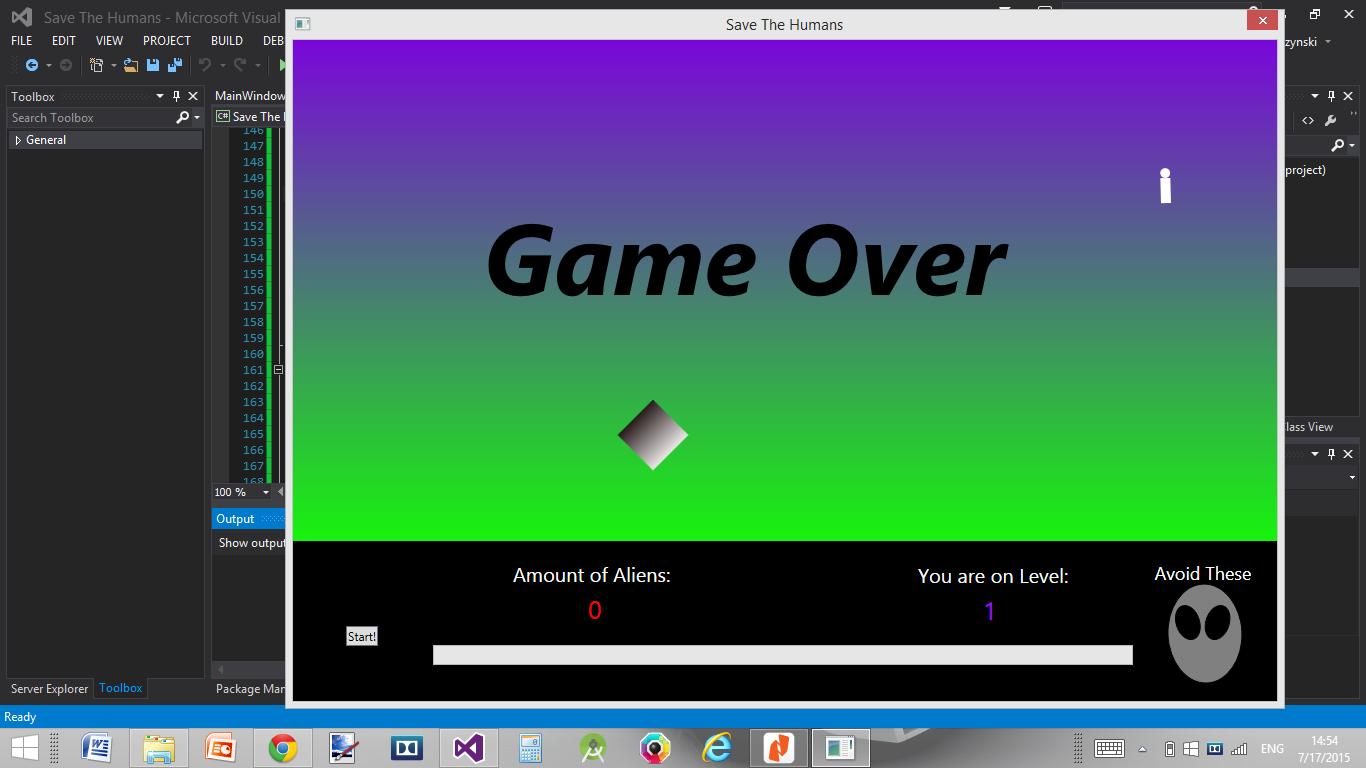 Save The Humans - Microsoft Visual
Save The Humans
FILE EDIT VIEW PROJECT BUILD DEB
zynski
Toolbox
Search Toolbox
General
MainWindow
Save The
146
147
148
149
150
151
152
153
154
155
156
157
158
159
160
161
162
163
164
165
166
167
168
100 %
Output
Show output
project)
Class View
Game Over
Amount of Aliens:
0
You are on Level:
1
Avoid These
Start!
Server Explorer Toolbox
Package Man
Ready
ENG
14:54
7/17/2015